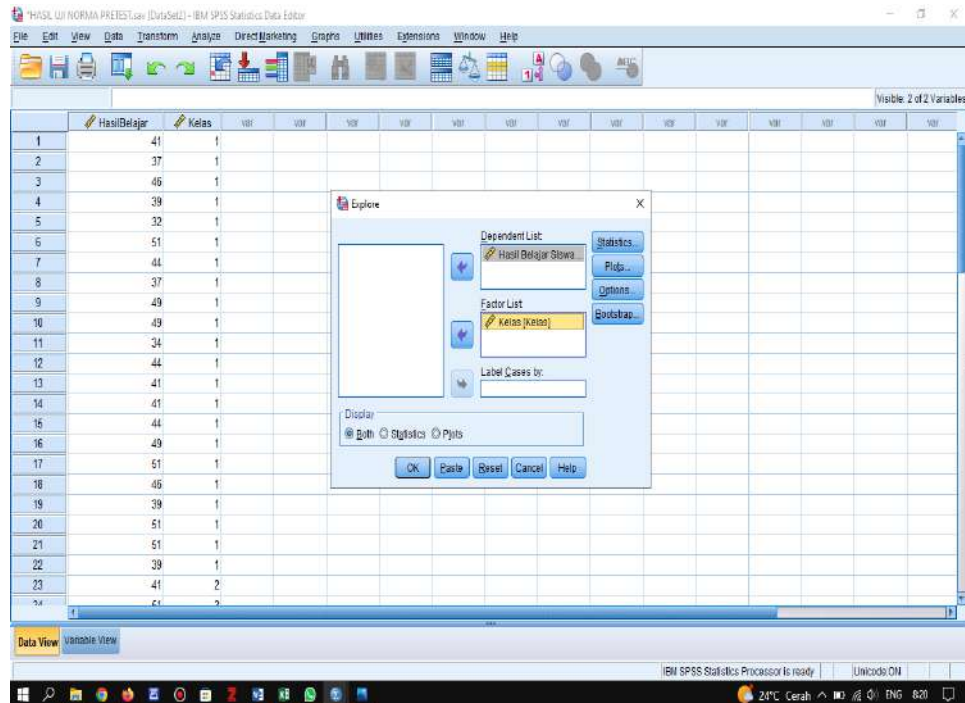 *HASIL UJI NORMA PRETEST.sav [DataSet2] - IBM SPSS Statistics Data Editor
File Edit View Data Transform Analyze Direct Marketing Graphs Utilities Extensions Window Help
Visible: 2 of 2 Variables
HasilBelajar Kelas var var var var var var var var var var var var var var
1 41 1
2 37 1
3 46 1
4 39 1
5 32 1
6 51 1
7 44 1
8 37 1
9 49 1
10 49 1
11 34 1
12 44 1
13 41 1
14 41 1
15 44 1
16 49 1
17 51 1
18 46 1
19 39 1
20 51 1
21 51 1
22 39 1
23 41 2
24 51 2
Explore
Dependent List:
Hasil Belajar Siswa...
Factor List:
Kelas [Kelas]
Label Cases by:
Statistics...
Plots...
Options...
Bootstrap...
Display
Both Statistics Plots
OK Paste Reset Cancel Help
Data View Variable View
IBM SPSS Statistics Processor is ready Unicode:ON
24°C Cerah ENG 8:20